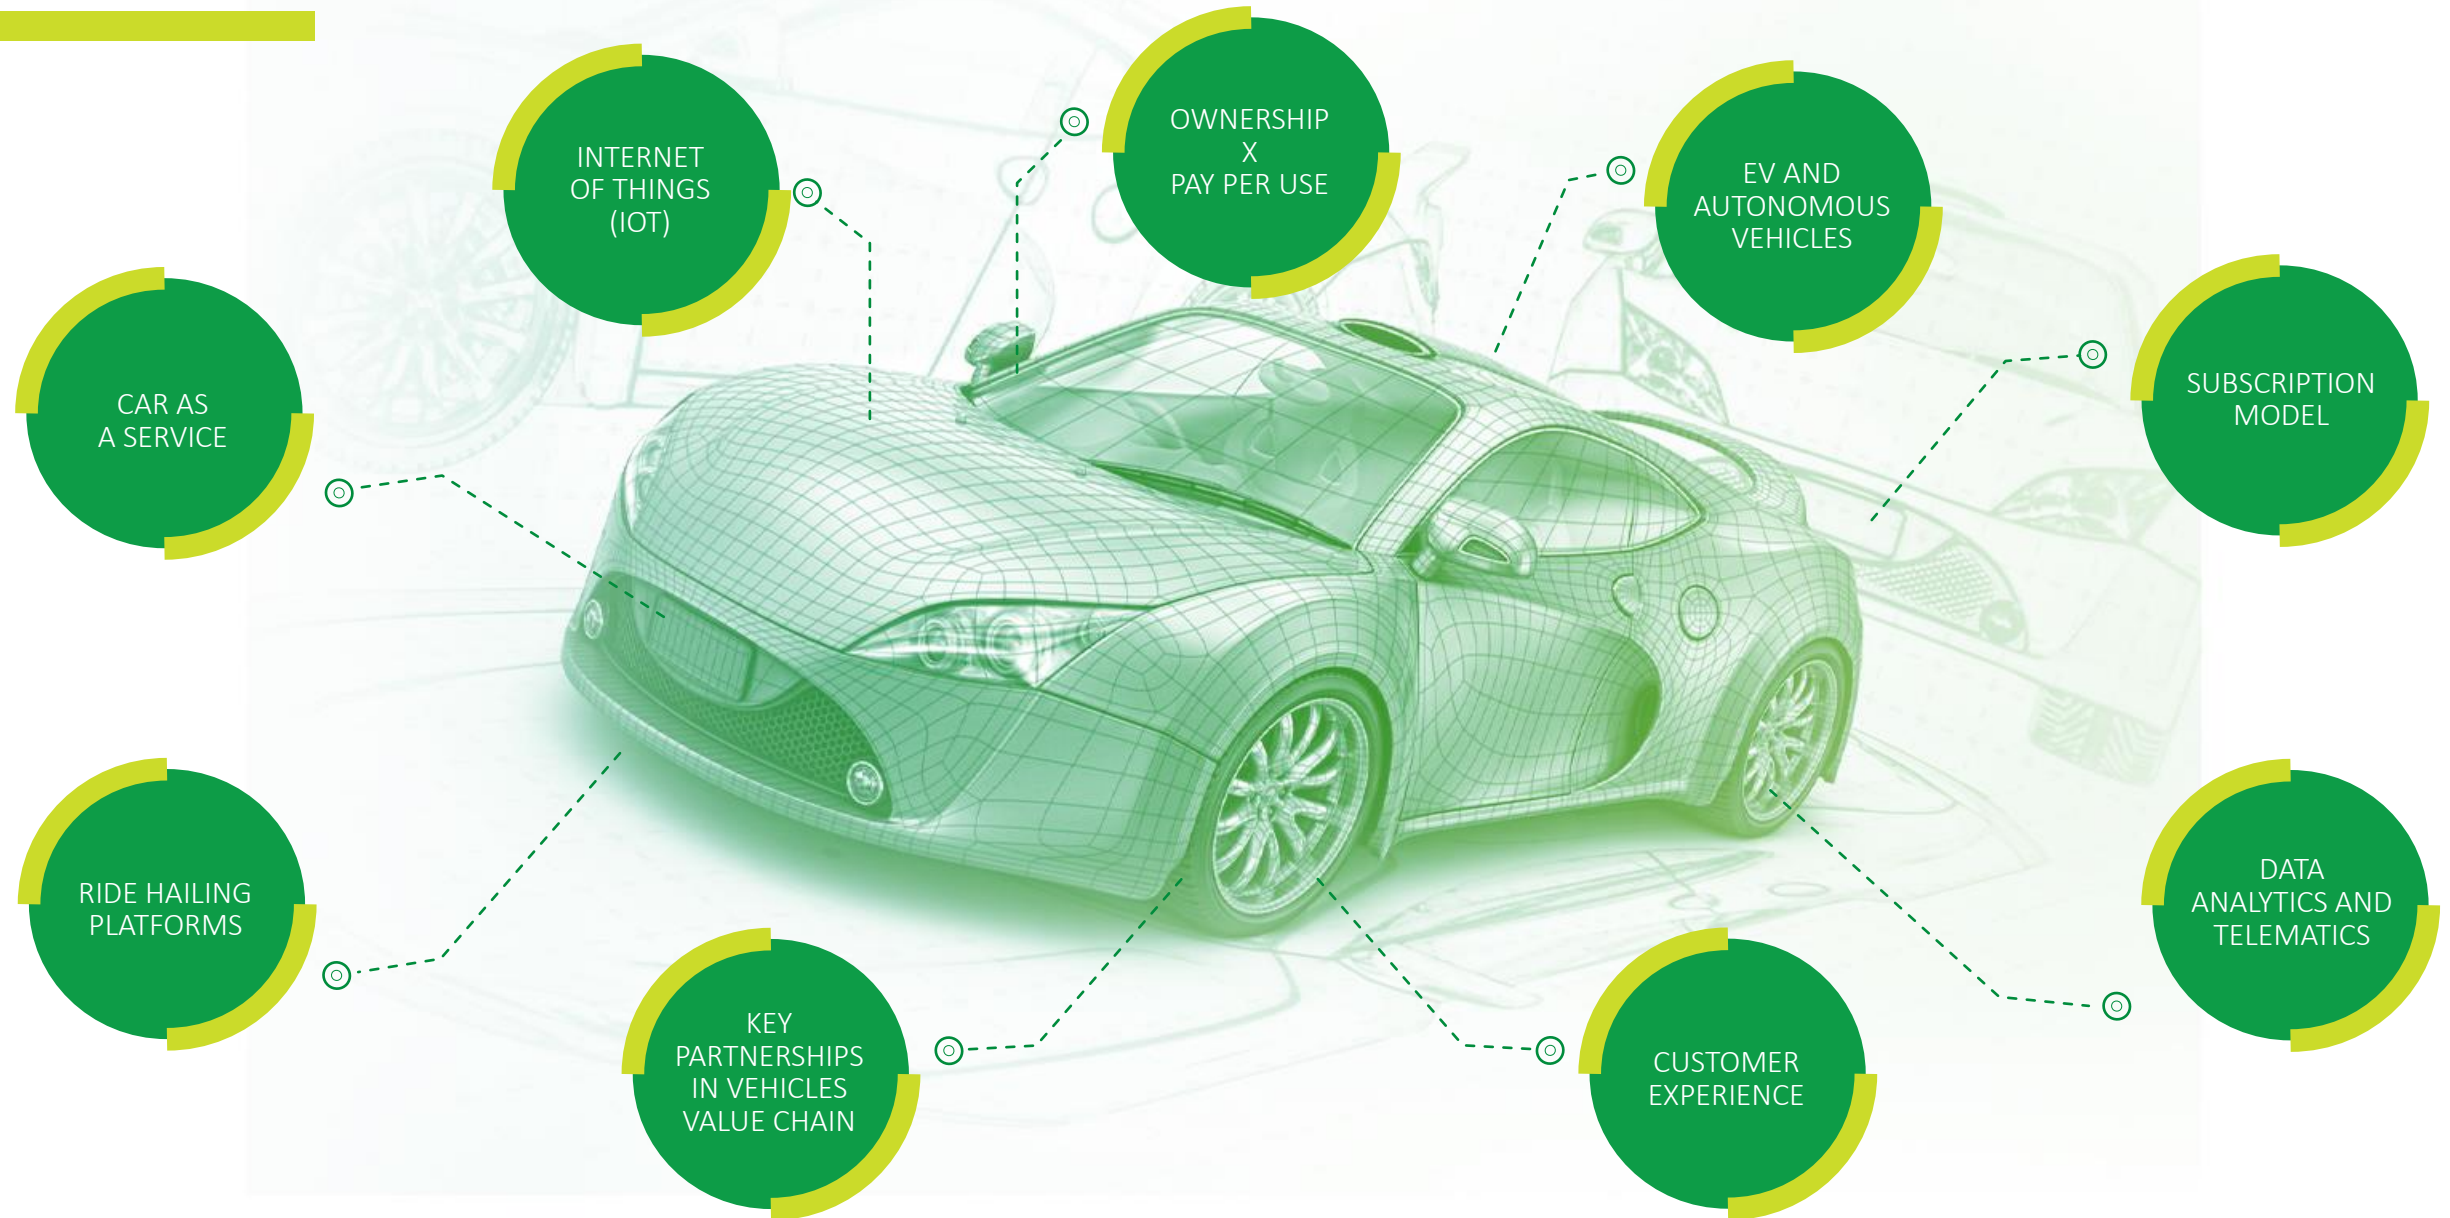 INTERNET
OF THINGS
(IOT)
OWNERSHIP
X
PAY PER USE
EV AND
AUTONOMOUS
VEHICLES
CAR AS
A SERVICE
SUBSCRIPTION
MODEL
RIDE HAILING
PLATFORMS
DATA
ANALYTICS AND
TELEMATICS
KEY
PARTNERSHIPS
IN VEHICLES
VALUE CHAIN
CUSTOMER
EXPERIENCE